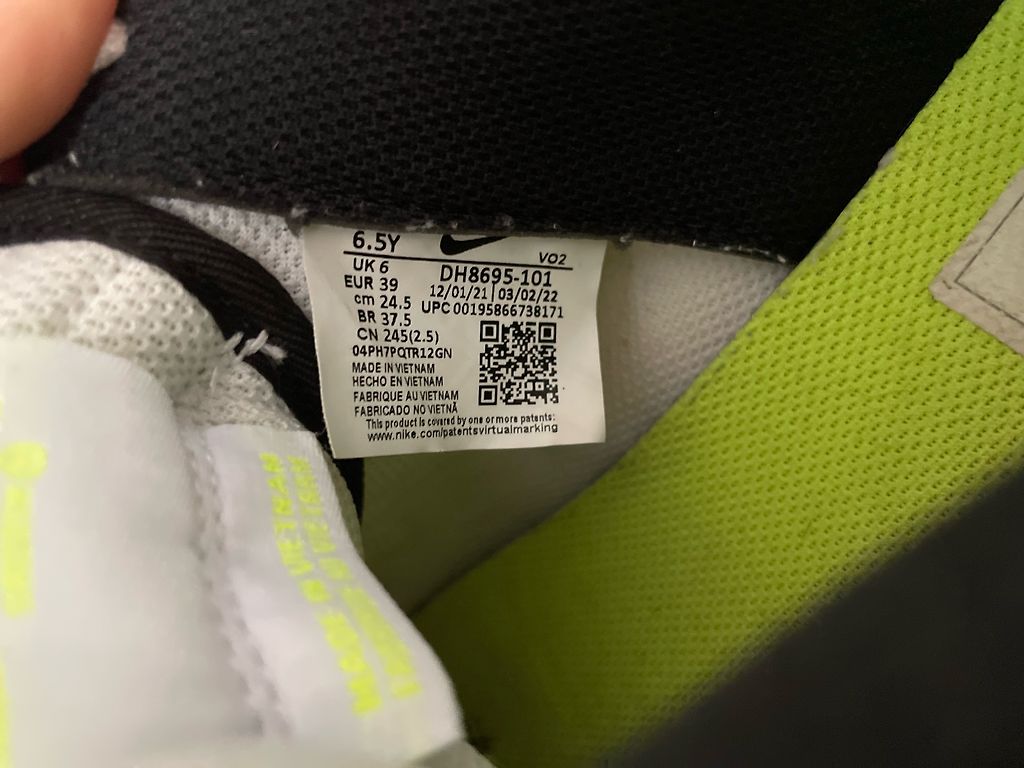 6.5Y
VO2
UK 6
DH8695-101
EUR 39
12/01/21 | 03/02/22
cm 24.5
UPC 00195866738171
BR 37.5
CN 245(2.5)
04PH7PQTR12GN
MADE IN VIETNAM
HECHO EN VIETNAM
FABRIQUE AU VIETNAM
FABRICADO NO VIETNÃ
This product is covered by one or more patents:
www.nike.com/patentsvirtualmarking
MADE IN VIETNAM